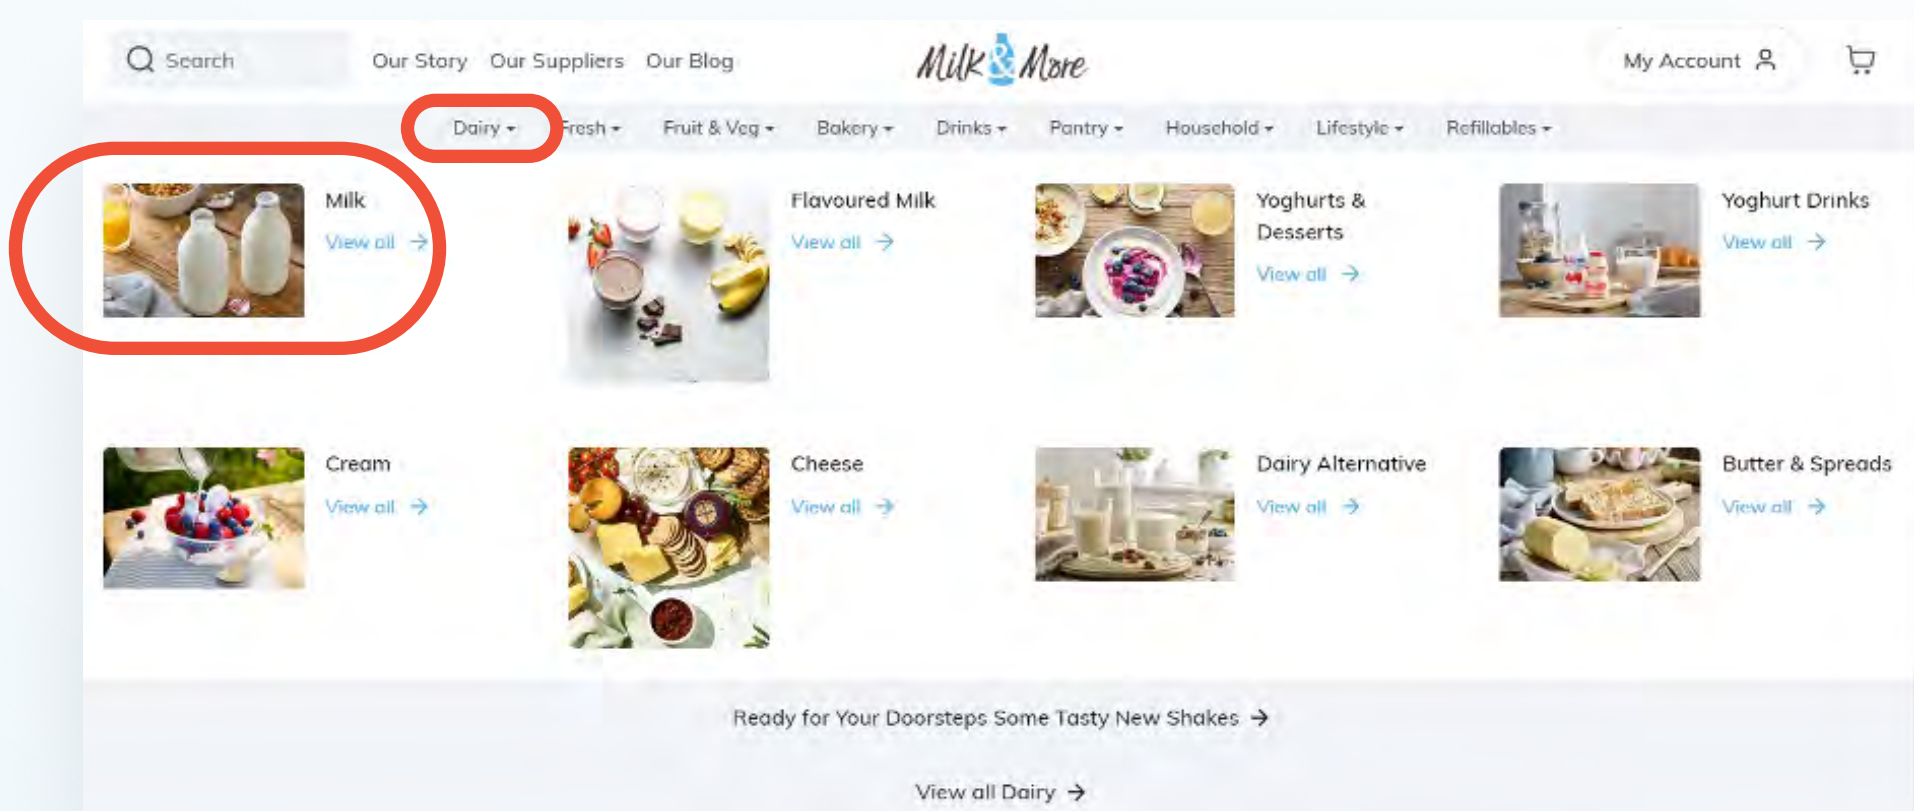 Search
Our Story Our Suppliers Our Blog
Milk & More
My Account
Dairy Fresh Fruit & Veg Bakery Drinks Pantry Household Lifestyle Refillables
Milk
View all →
Flavoured Milk
View all →
Yoghurts &
Desserts
View all →
Yoghurt Drinks
View all →
Cream
View all →
Cheese
View all →
Dairy Alternative
View all →
Butter & Spreads
View all →
Ready for Your Doorsteps Some Tasty New Shakes →
View all Dairy →